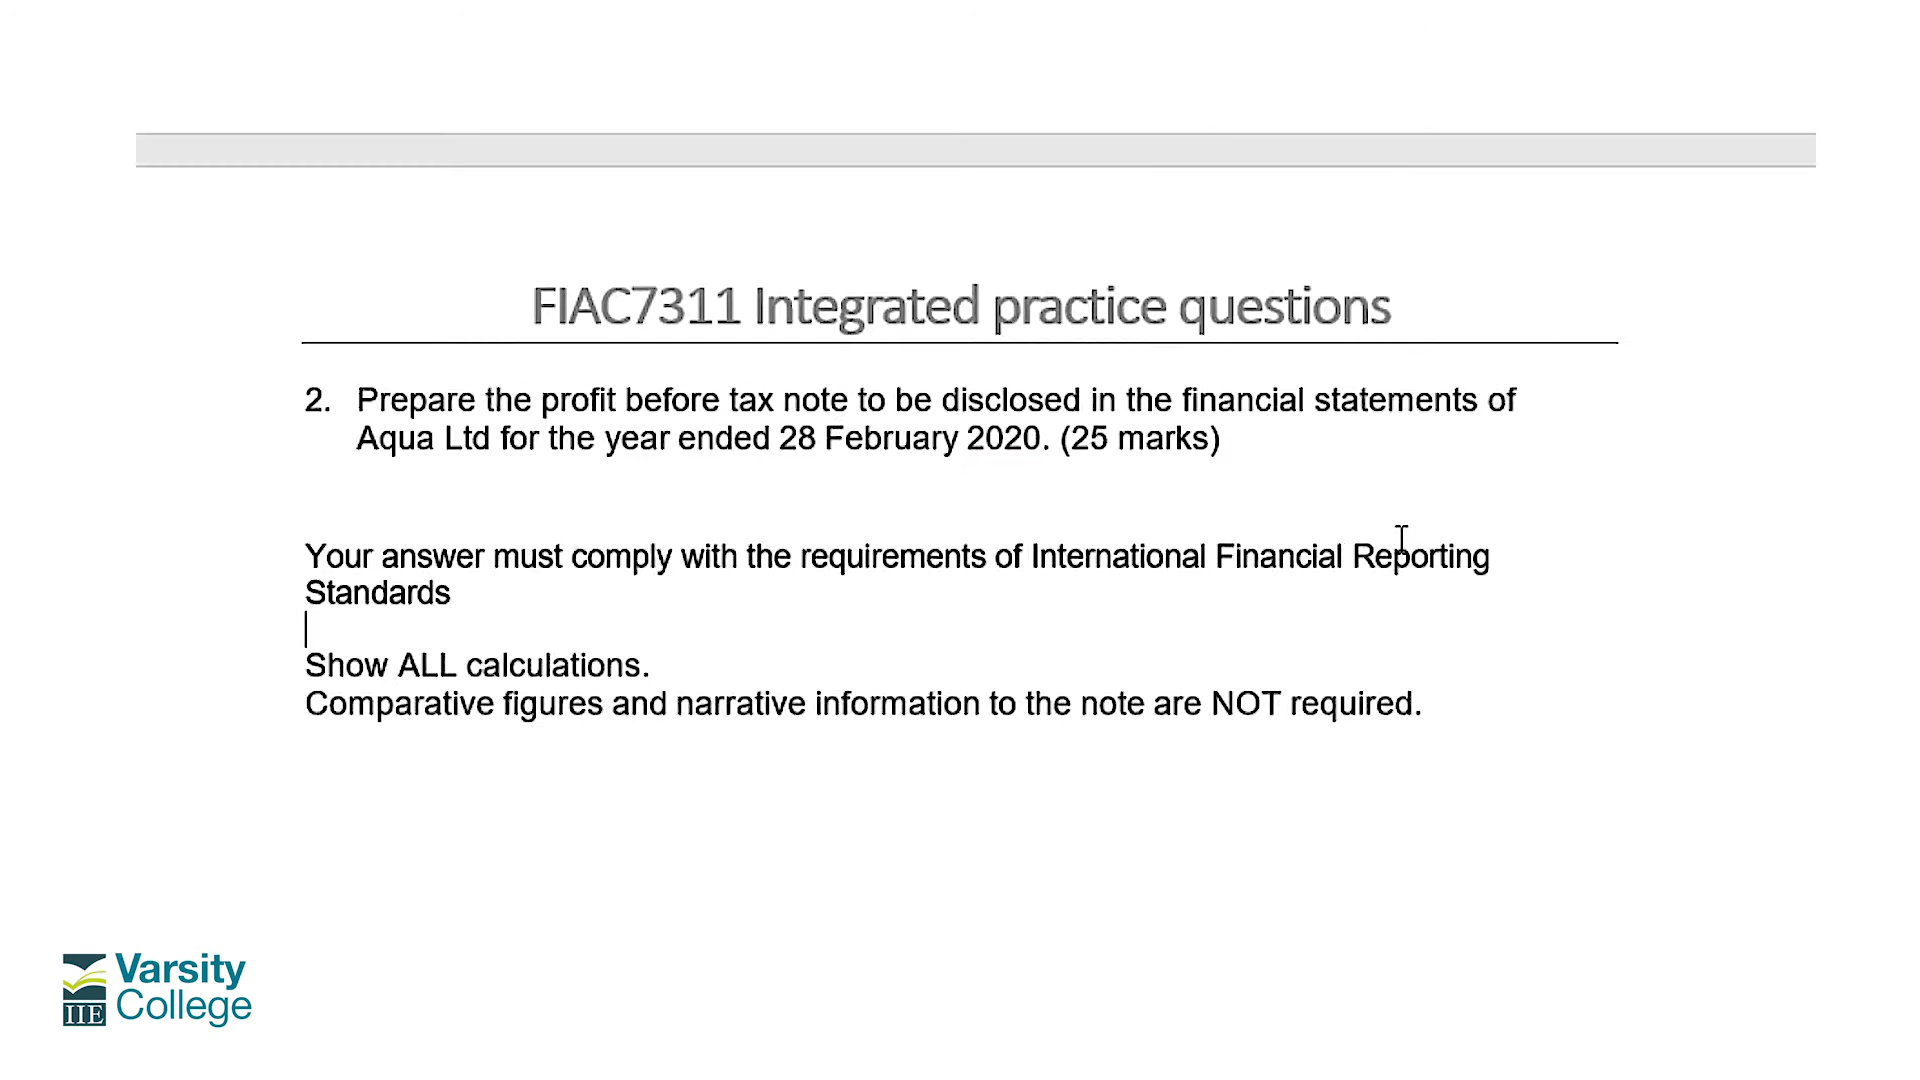 FIAC7311 Integrated practice questions
2. Prepare the profit before tax note to be disclosed in the financial statements of
Aqua Ltd for the year ended 28 February 2020. (25 marks)
Your answer must comply with the requirements of International Financial Reporting
Standards
Show ALL calculations.
Comparative figures and narrative information to the note are NOT required.
Varsity
College
IIE